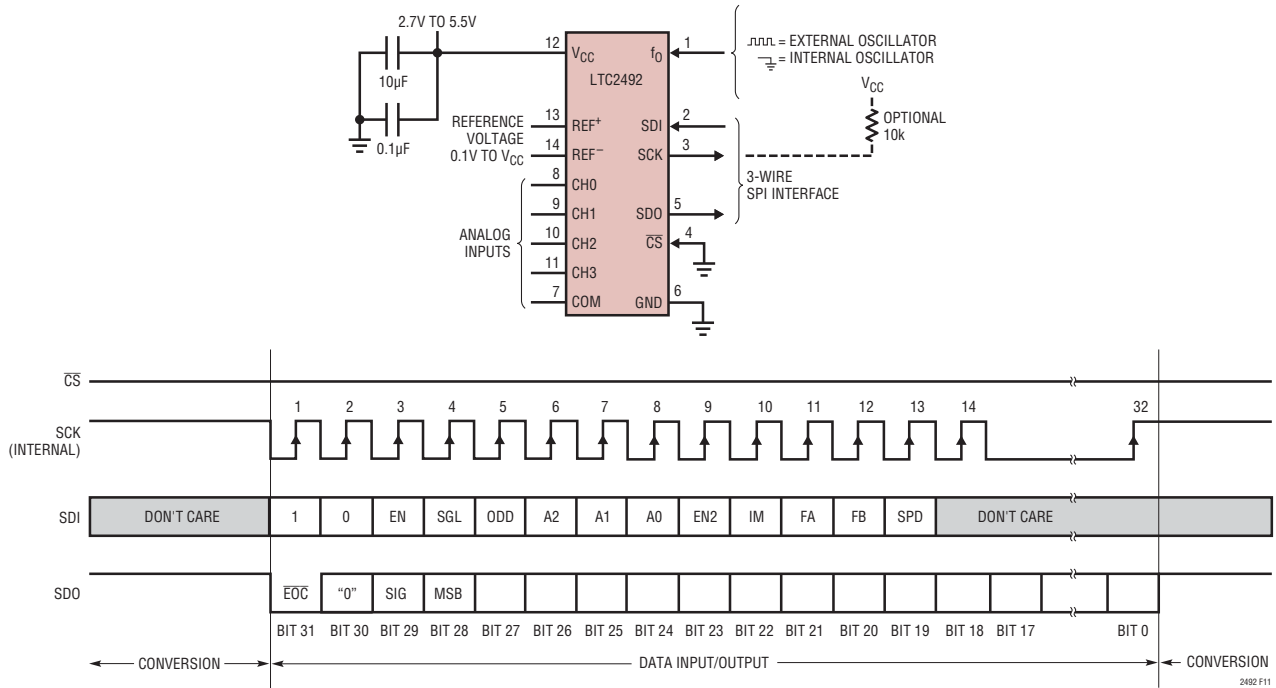 2.7V TO 5.5V
12
VCC
10µF
0.1µF
LTC2492
fO
1
= EXTERNAL OSCILLATOR
= INTERNAL OSCILLATOR
VCC
OPTIONAL
10k
REFERENCE
VOLTAGE
0.1V TO VCC
13
REF+
14
REF−
SDI
2
SCK
3
SDO
5
CS
4
GND
6
3-WIRE
SPI INTERFACE
ANALOG
INPUTS
8
CH0
9
CH1
10
CH2
11
CH3
7
COM
CS
SCK
(INTERNAL)
1 2 3 4 5 6 7 8 9 10 11 12 13 14 32
SDI
DON'T CARE 1 0 EN SGL ODD A2 A1 A0 EN2 IM FA FB SPD DON'T CARE
SDO
EOC “0” SIG MSB
BIT 31 BIT 30 BIT 29 BIT 28 BIT 27 BIT 26 BIT 25 BIT 24 BIT 23 BIT 22 BIT 21 BIT 20 BIT 19 BIT 18 BIT 17 BIT 0
CONVERSION DATA INPUT/OUTPUT CONVERSION
2492 F11